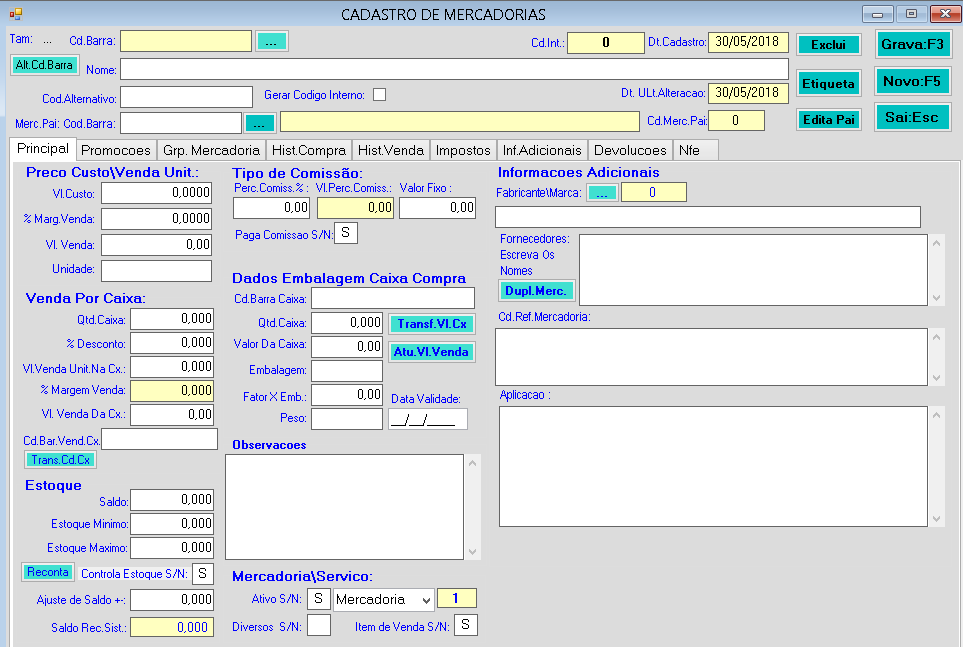 CADASTRO DE MERCADORIAS
Tam: ... Cd.Barra: ... Cd.Int.: 0 Dt.Cadastro: 30/05/2018 Exclui Grava:F3
Alt.Cd.Barra Nome:
Cod.Alternativo: Gerar Codigo Interno: Dt. ULt.Alteracao: 30/05/2018 Etiqueta Novo:F5
Merc.Pai: Cod.Barra: ... Cd.Merc.Pai: 0 Edita Pai Sai:Esc
Principal Promocoes Grp. Mercadoria Hist.Compra Hist.Venda Impostos Inf.Adicionais Devolucoes Nfe
Preco Custo\Venda Unit.:
Vl.Custo: 0,0000
% Marg.Venda: 0,0000
Vl. Venda: 0,00
Unidade:
Venda Por Caixa:
Qtd.Caixa: 0,000
% Desconto: 0,000
Vl.Venda Unit.Na Cx.: 0,000
% Margem Venda: 0,000
Vl. Venda Da Cx.: 0,00
Cd.Bar.Vend.Cx.
Trans.Cd.Cx
Estoque
Saldo: 0,000
Estoque Minimo: 0,000
Estoque Maximo: 0,000
Reconta Controla Estoque S/N: S
Ajuste de Saldo +-: 0,000
Saldo Rec.Sist.: 0,000
Tipo de Comissão:
Perc.Comiss.% : Vl.Perc.Comiss.: Valor Fixo :
0,00 0,00 0,00
Paga Comissao S/N: S
Dados Embalagem Caixa Compra
Cd.Barra Caixa:
Qtd.Caixa: 0,000 Transf.Vl.Cx
Valor Da Caixa: 0,00 Atu.Vl.Venda
Embalagem:
Fator X Emb.: 0,00 Data Validade:
Peso: __/__/____
Observacoes
Mercadoria\Servico:
Ativo S/N: S Mercadoria 1
Diversos S/N: Item de Venda S/N: S
Informacoes Adicionais
Fabricante\Marca: ... 0
Fornecedores:
Escreva Os
Nomes
Dupl.Merc.
Cd.Ref.Mercadoria:
Aplicacao :